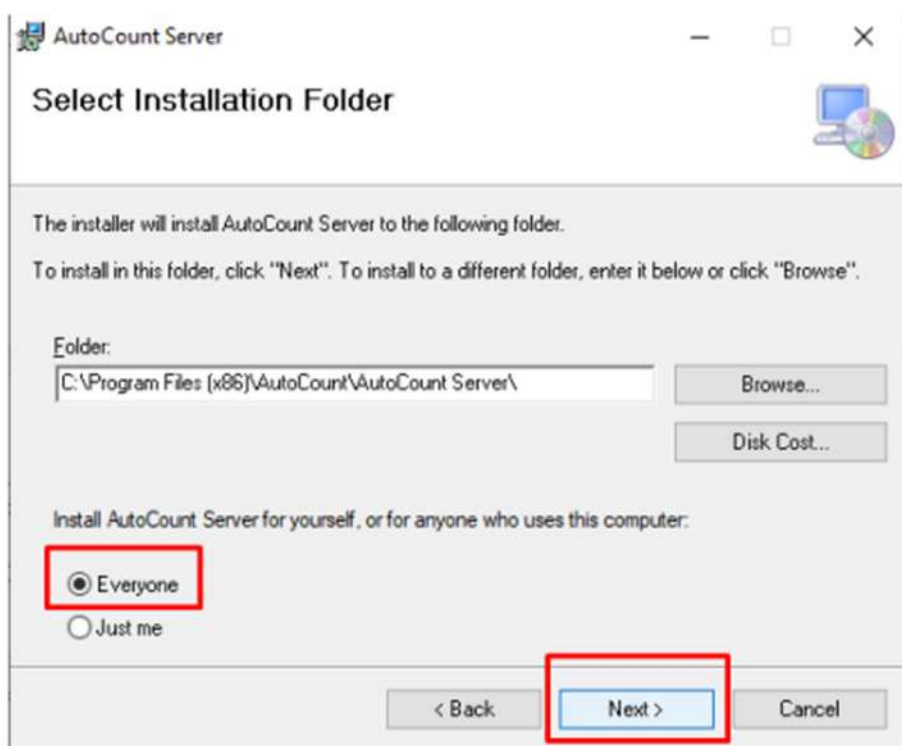 AutoCount Server
Select Installation Folder
The installer will install AutoCount Server to the following folder.
To install in this folder, click "Next". To install to a different folder, enter it below or click "Browse".
Folder:
C:\Program Files (x86)\AutoCount\AutoCount Server\
Browse...
Disk Cost...
Install AutoCount Server for yourself, or for anyone who uses this computer:
Everyone
Just me
< Back Next > Cancel